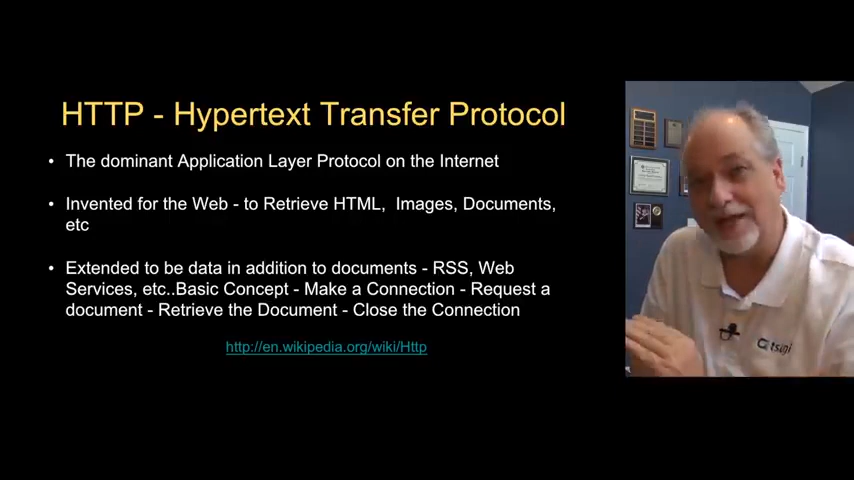 HTTP - Hypertext Transfer Protocol
• The dominant Application Layer Protocol on the Internet
• Invented for the Web - to Retrieve HTML, Images, Documents,
etc
• Extended to be data in addition to documents - RSS, Web
Services, etc..Basic Concept - Make a Connection - Request a
document - Retrieve the Document - Close the Connection
http://en.wikipedia.org/wiki/Http
tsugi